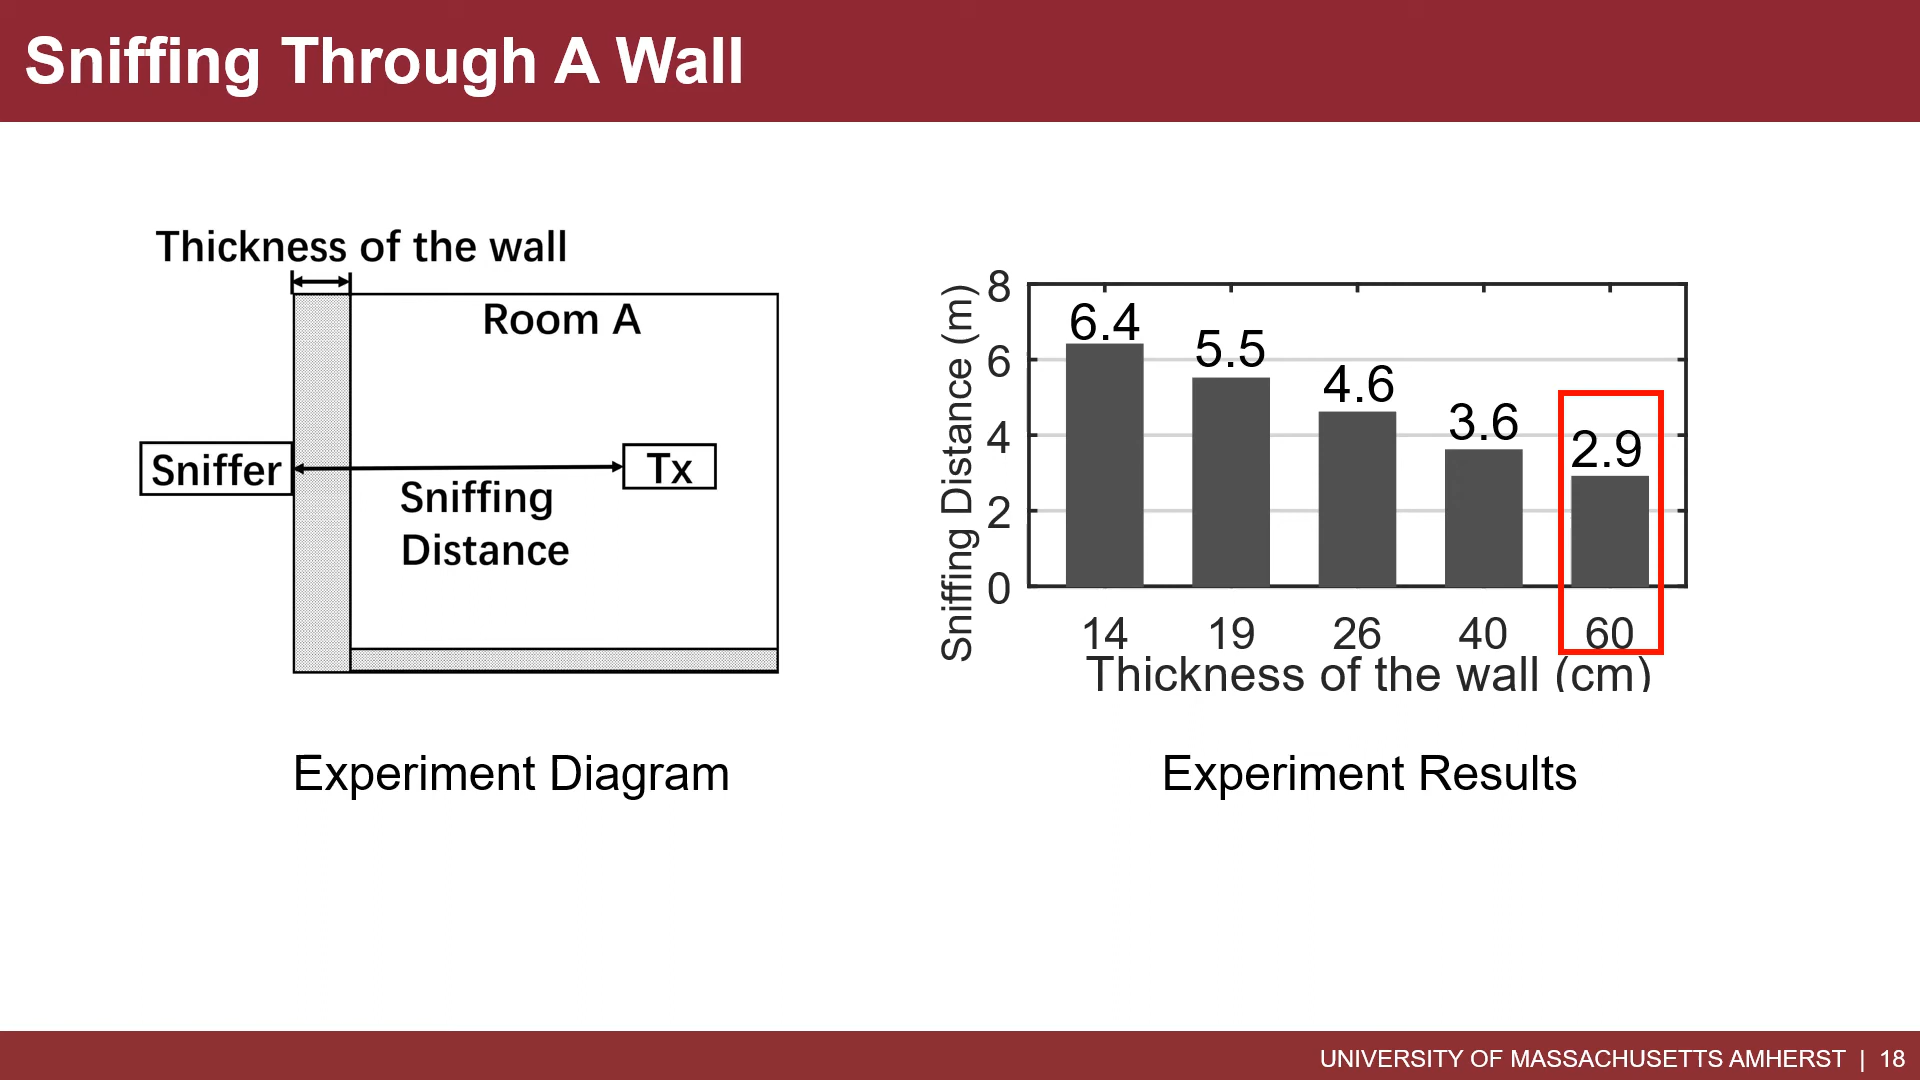 Sniffing Through A Wall
Thickness of the wall
Room A
Sniffer
Tx
Sniffing
Distance
Experiment Diagram
Sniffing Distance (m)
8
6
4
2
0
6.4
5.5
4.6
3.6
2.9
14 19 26 40 60
Thickness of the wall (cm)
Experiment Results
UNIVERSITY OF MASSACHUSETTS AMHERST | 18